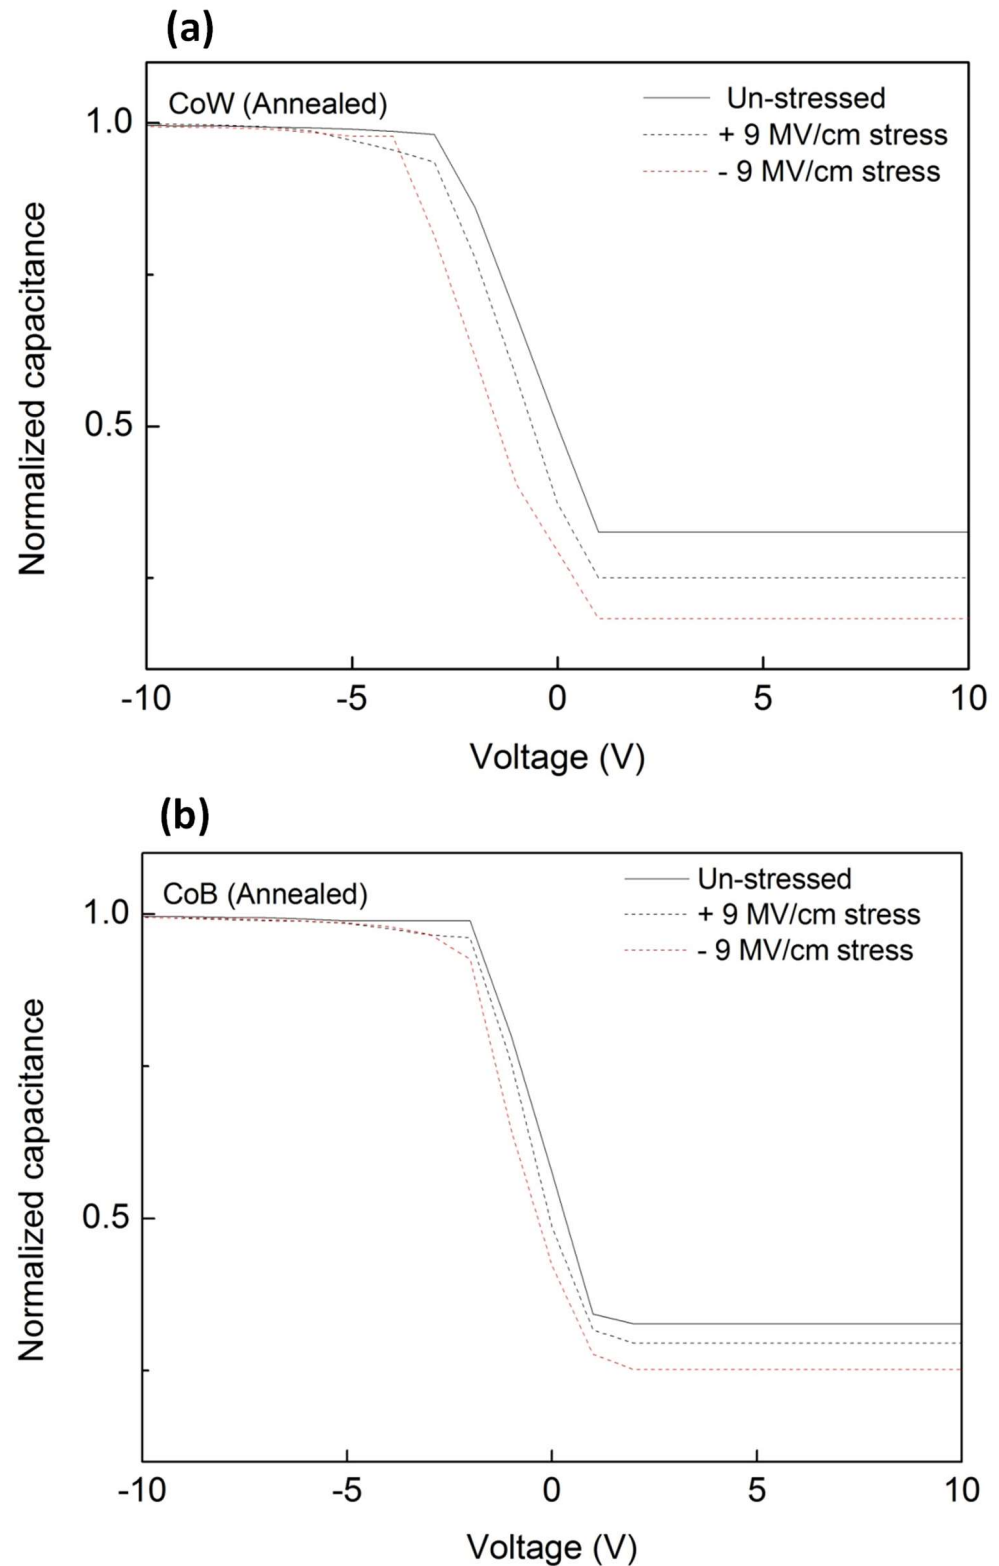 (a)
CoW (Annealed)
Un-stressed
+ 9 MV/cm stress
- 9 MV/cm stress
1.0
0.5
Normalized capacitance
-10
-5
0
5
10
Voltage (V)
(b)
CoB (Annealed)
Un-stressed
+ 9 MV/cm stress
- 9 MV/cm stress
1.0
0.5
Normalized capacitance
-10
-5
0
5
10
Voltage (V)